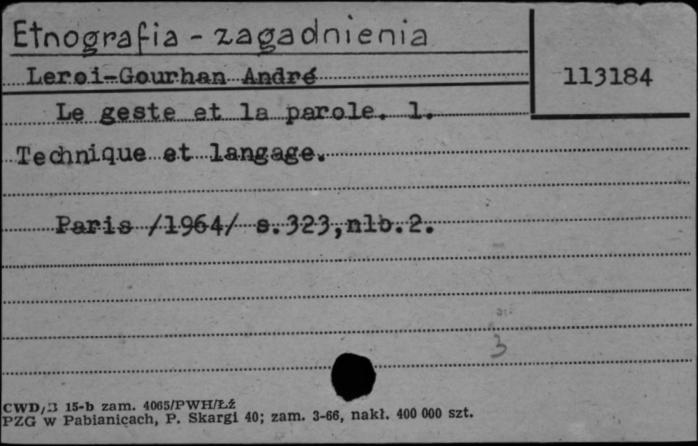 Etnografia - zagadnienia
Leroi-Gourhan André
113184
Le geste et la parole. 1.
Technique et langage.
Paris /1964/ s.323,nlb.2.
3
CWD/B 15-b zam. 4065/PWH/Łź
PZG w Pabianicach, P. Skargi 40; zam. 3-66, nakł. 400 000 szt.